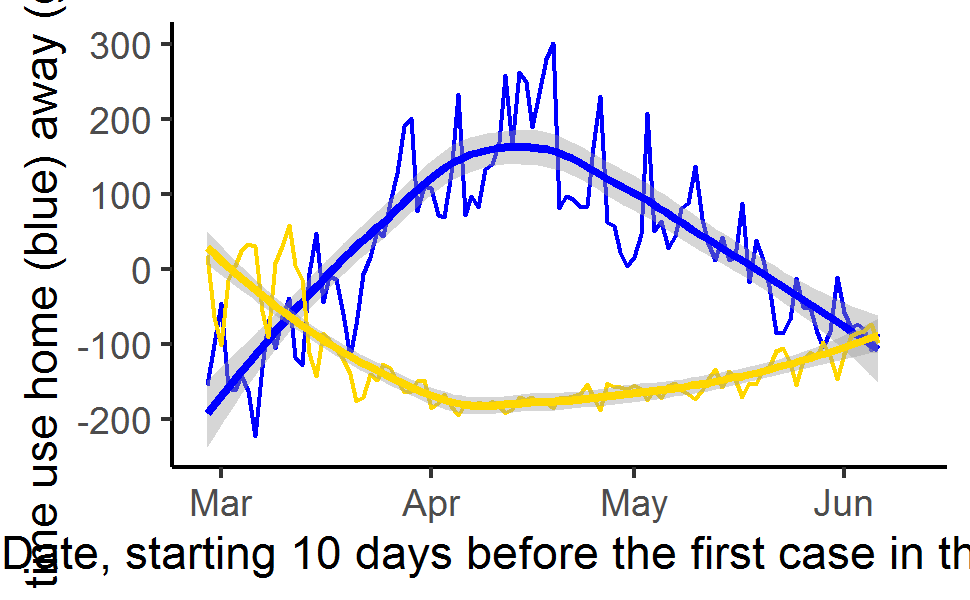 time use home (blue) away (
300
200
100
0
-100
-200
Mar Apr May Jun
Date, starting 10 days before the first case in th